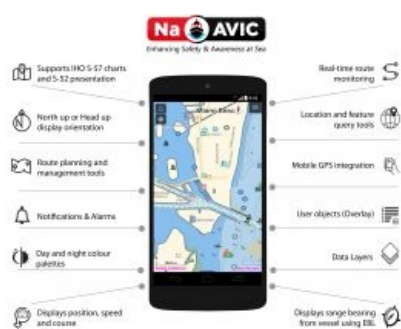 Na AVIC
Enhancing Safety & Awareness at Sea
Supports IHO S-57 charts
and S-52 presentation
North up or Head up
display orientation
Route planning and
management tools
Notifications & Alarms
Day and night colour
palettes
Displays position, speed
and course
Real-time route
monitoring
Location and feature
query tools
Mobile GPS integration
User objects (Overlay)
Data Layers
Displays range bearing
from vessel using EBL